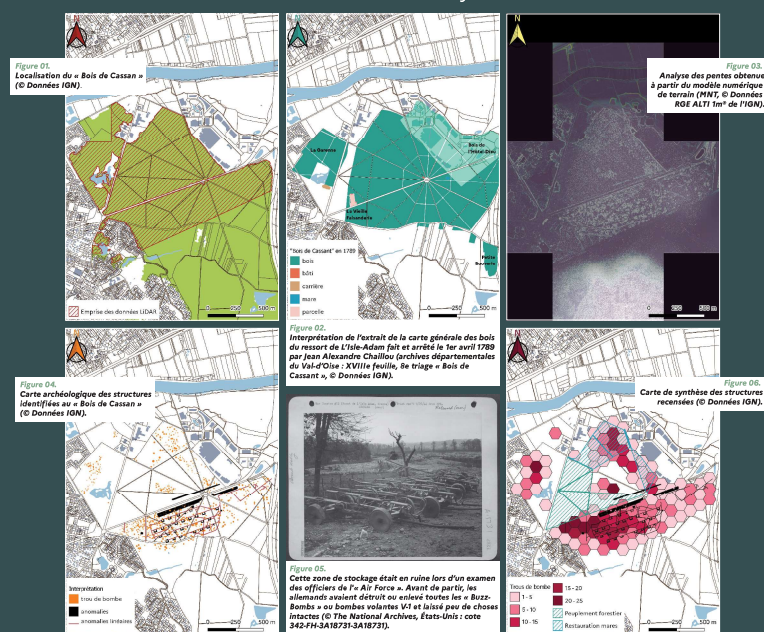 Figure 01.
Localisation du « Bois de Cassan »
(© Données IGN).
N
Emprise des données LiDAR
0 250 500 m
N
La Garenne
Bois de
l'Hôtel-Dieu
La Vieille
Faisanderie
Petite
"Bois de Cassant" en 1789
bois
bâti
carrière
mare
parcelle
0 250 500 m
Figure 02.
Interprétation de l'extrait de la carte générale des bois
du ressort de L'Isle-Adam fait et arrêté le 1er avril 1789
par Jean Alexandre Chaillou (archives départementales
du Val-d'Oise : XVIIIe feuille, 8e triage « Bois de
Cassant », © Données IGN).
N
Figure 03.
Analyse des pentes obtenue
à partir du modèle numérique
de terrain (MNT, © Données
RGE ALTI 1m® de l'IGN).
0 250 500 m
N
Figure 04.
Carte archéologique des structures
identifiées au « Bois de Cassan »
(© Données IGN).
Interprétation
trou de bombe
anomalies
anomalies linéaires
0 250 500 m
Figure 05.
Cette zone de stockage était en ruine lors d'un examen
des officiers de l'« Air Force ». Avant de partir, les
allemands avaient détruit ou enlevé toutes les « Buzz-
Bombs » ou bombes volantes V-1 et laissé peu de choses
intactes (© The National Archives, États-Unis : cote
342-FH-3A18731-3A18731).
N
Figure 06.
Carte de synthèse des structures
recensées (© Données IGN).
Trous de bombe
1 - 5
5 - 10
10 - 15
15 - 20
20 - 25
Peuplement forestier
Restauration mares
0 250 500 m